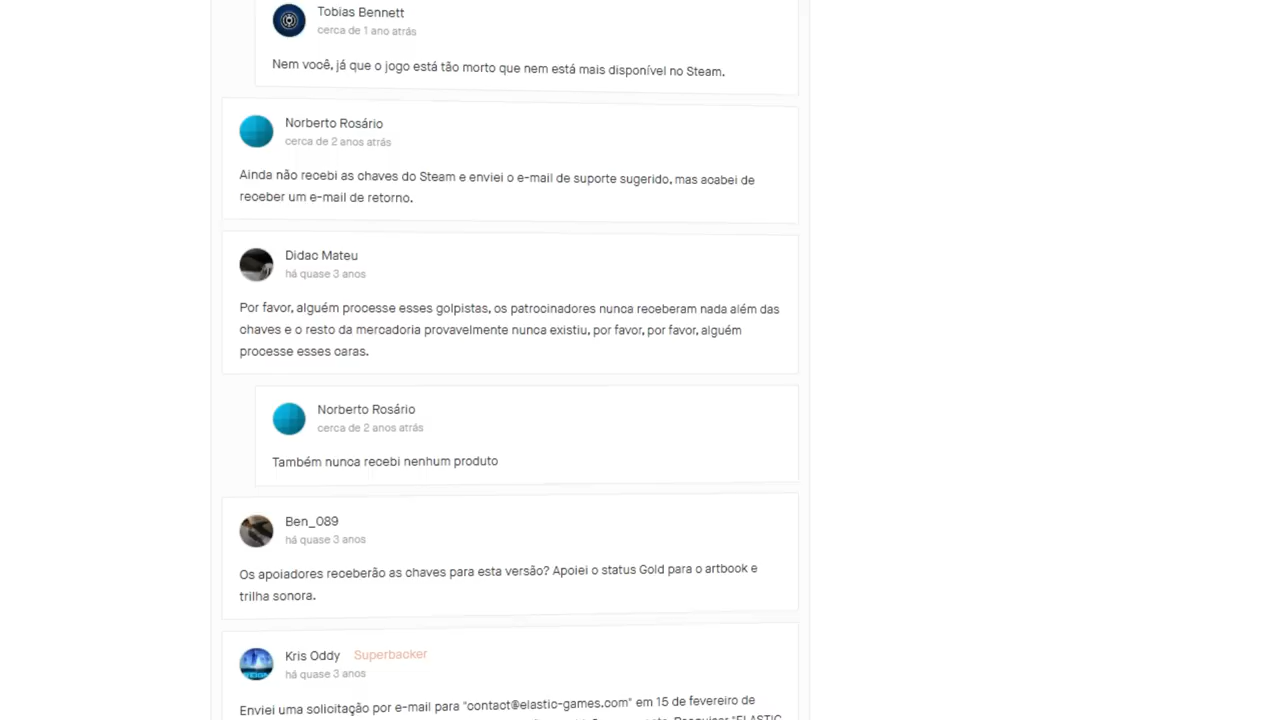 Tobias Bennett
cerca de 1 ano atrás
Nem você, já que o jogo está tão morto que nem está mais disponível no Steam.
Norberto Rosário
cerca de 2 anos atrás
Ainda não recebi as chaves do Steam e enviei o e-mail de suporte sugerido, mas acabei de
receber um e-mail de retorno.
Didac Mateu
há quase 3 anos
Por favor, alguém processe esses golpistas, os patrocinadores nunca receberam nada além das
chaves e o resto da mercadoria provavelmente nunca existiu, por favor, por favor, alguém
processe esses caras.
Norberto Rosário
cerca de 2 anos atrás
Também nunca recebi nenhum produto
Ben_089
há quase 3 anos
Os apoiadores receberão as chaves para esta versão? Apoiei o status Gold para o artbook e
trilha sonora.
Kris Oddy Superbacker
há quase 3 anos
Enviei uma solicitação por e-mail para "contact@elastic-games.com" em 15 de fevereiro de